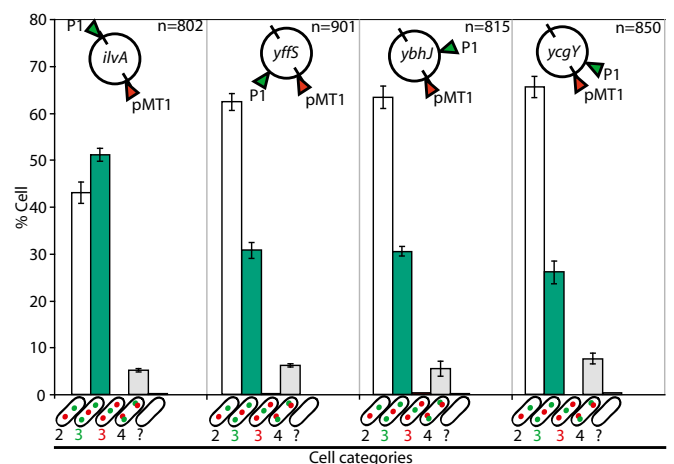 80
70
60
50
40
30
20
10
0
% Cell
P1
n=802
ilvA
pMT1
n=901
yffS
P1
pMT1
n=815
ybhJ
P1
pMT1
n=850
ycgY
P1
pMT1
2 3 3 4 ?
2 3 3 4 ?
2 3 3 4 ?
2 3 3 4 ?
Cell categories